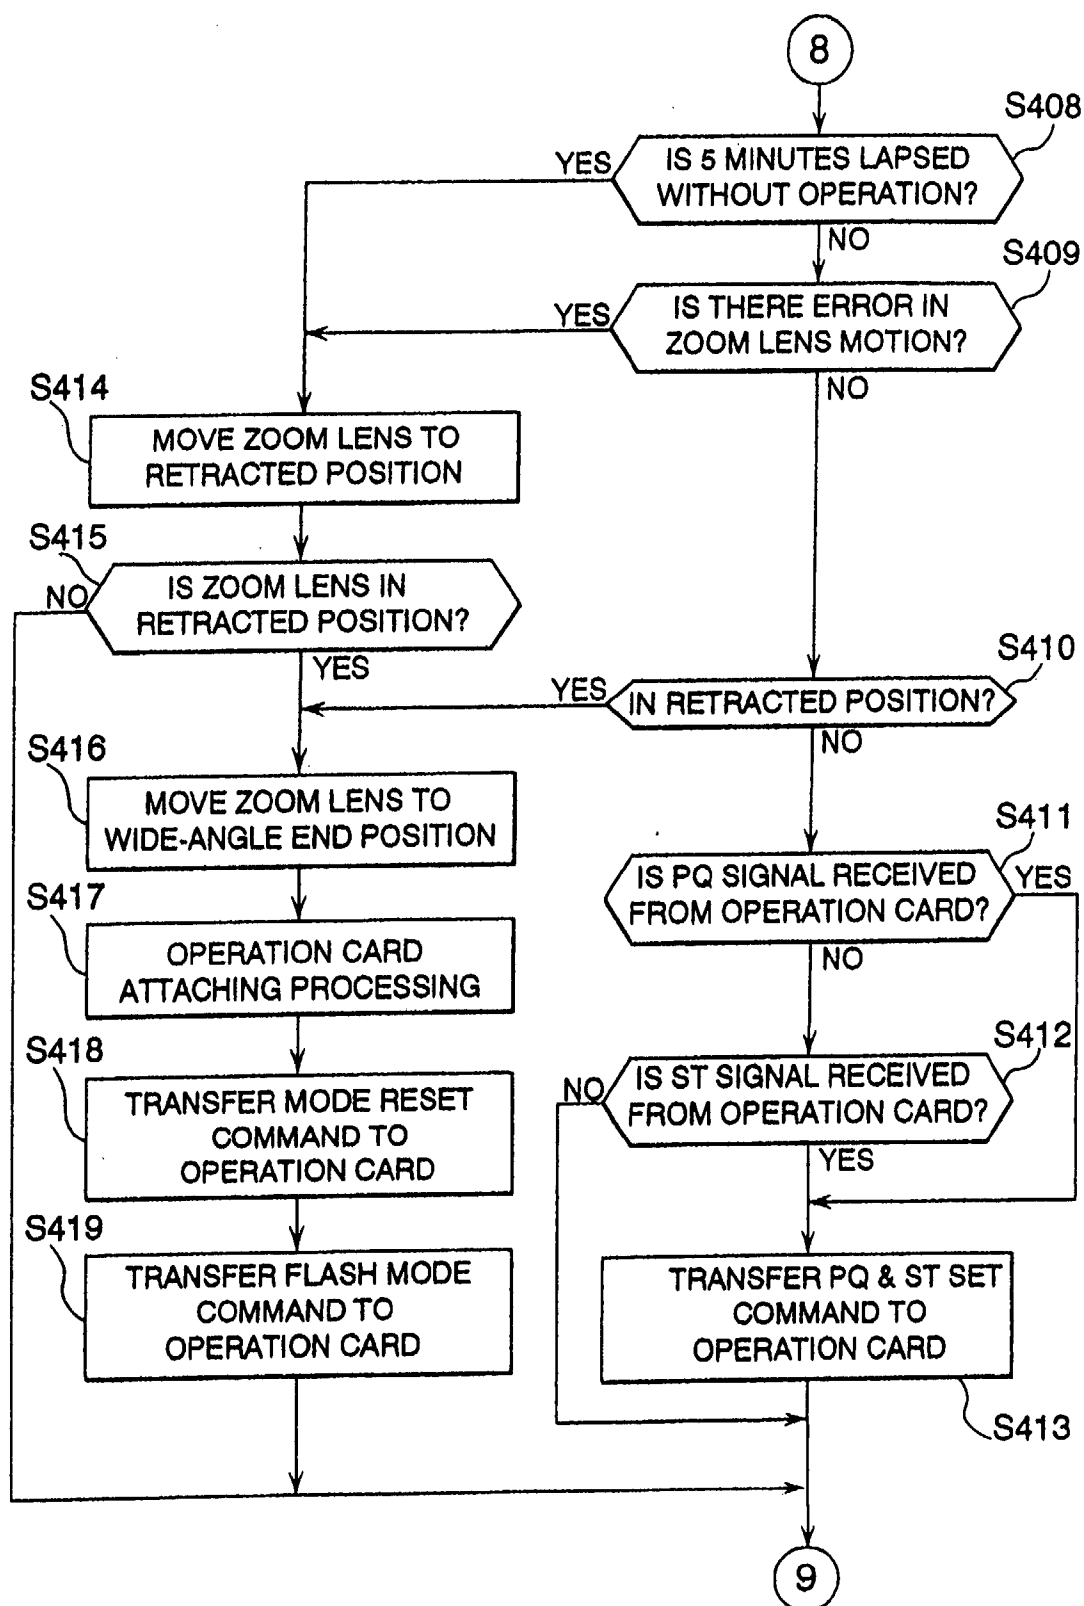 8
S408
IS 5 MINUTES LAPSED
WITHOUT OPERATION?
YES
NO
S409
IS THERE ERROR IN
ZOOM LENS MOTION?
YES
NO
S414
MOVE ZOOM LENS TO
RETRACTED POSITION
S415
IS ZOOM LENS IN
RETRACTED POSITION?
NO
YES
S410
IN RETRACTED POSITION?
YES
NO
S416
MOVE ZOOM LENS TO
WIDE-ANGLE END POSITION
S411
IS PQ SIGNAL RECEIVED
FROM OPERATION CARD?
YES
NO
S417
OPERATION CARD
ATTACHING PROCESSING
S412
IS ST SIGNAL RECEIVED
FROM OPERATION CARD?
NO
YES
S418
TRANSFER MODE RESET
COMMAND TO
OPERATION CARD
S419
TRANSFER FLASH MODE
COMMAND TO
OPERATION CARD
TRANSFER PQ & ST SET
COMMAND TO
OPERATION CARD
S413
9